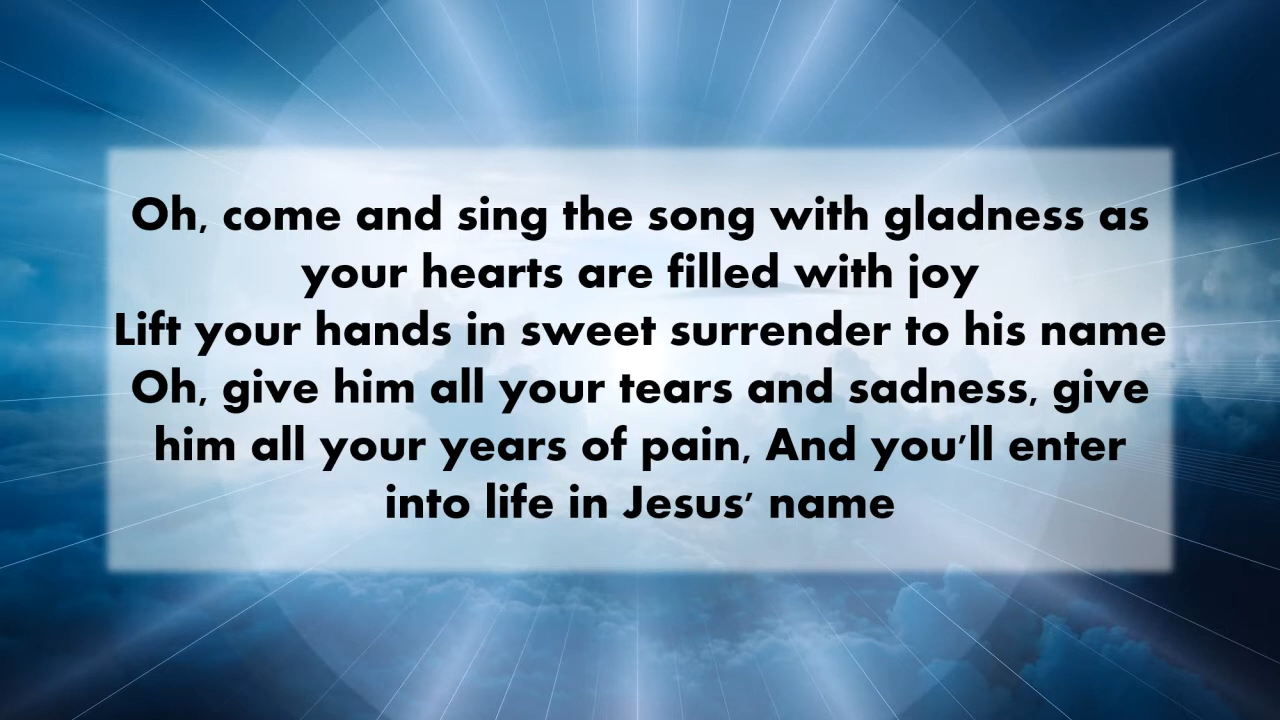 Oh, come and sing the song with gladness as
your hearts are filled with joy
Lift your hands in sweet surrender to his name
Oh, give him all your tears and sadness, give
him all your years of pain, And you'll enter
into life in Jesus' name